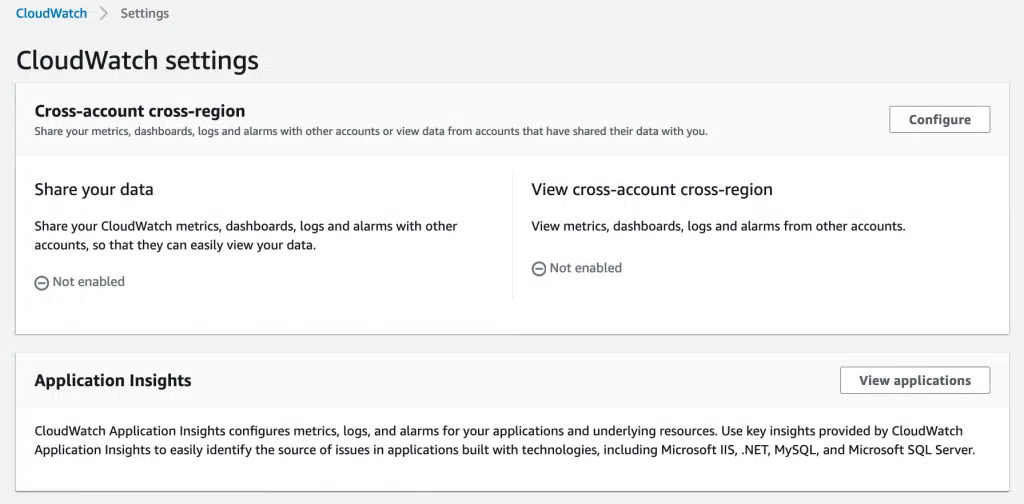 CloudWatch > Settings
CloudWatch settings
Cross-account cross-region
Share your metrics, dashboards, logs and alarms with other accounts or view data from accounts that have shared their data with you.
Configure
Share your data
Share your CloudWatch metrics, dashboards, logs and alarms with other
accounts, so that they can easily view your data.
Not enabled
View cross-account cross-region
View metrics, dashboards, logs and alarms from other accounts.
Not enabled
Application Insights
View applications
CloudWatch Application Insights configures metrics, logs, and alarms for your applications and underlying resources. Use key insights provided by CloudWatch
Application Insights to easily identify the source of issues in applications built with technologies, including Microsoft IIS, .NET, MySQL, and Microsoft SQL Server.